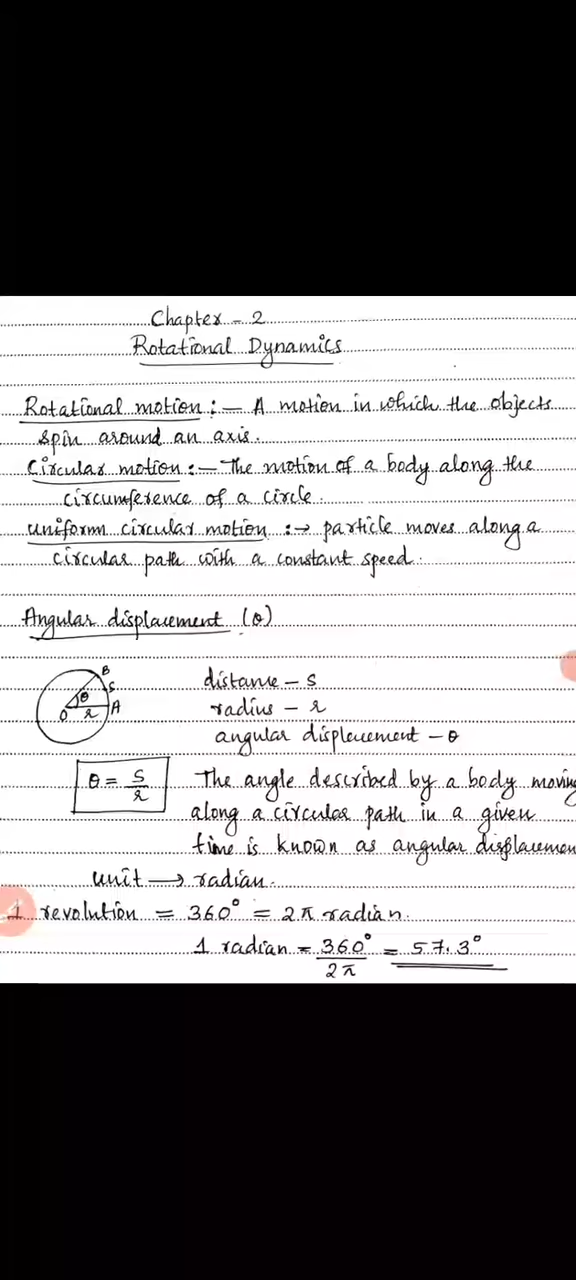 Chapter - 2
Rotational Dynamics
Rotational motion :- A motion in which the objects
spin around an axis.
Circular motion :- The motion of a body along the
circumference of a circle.
Uniform circular motion :→ particle moves along a
circular path with a constant speed.
Angular displacement (θ)
B
S
θ
O r A
distance - s
radius - r
angular displacement - θ
θ = s/r
The angle described by a body moving
along a circular path in a given
time is known as angular displacemen
unit → radian.
1 revolution = 360° = 2π radian.
1 radian = 360°/2π = 57.3°